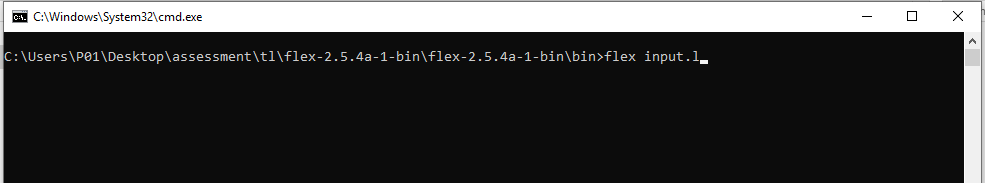 C:\Windows\System32\cmd.exe
C:\Users\P01\Desktop\assessment\tl\flex-2.5.4a-1-bin\flex-2.5.4a-1-bin\bin>flex input.l